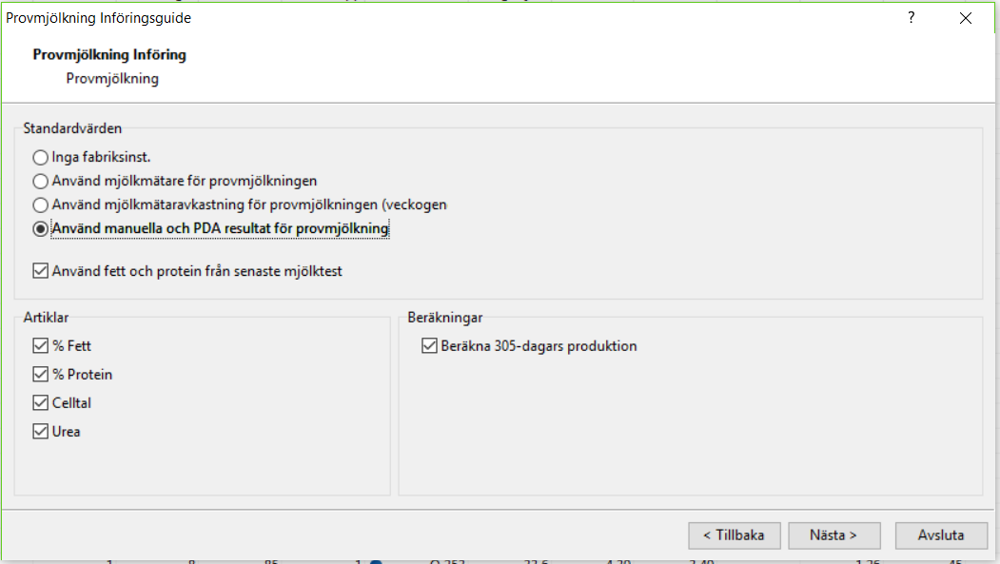 Provmjölkning Införingsguide
?
Provmjölkning Införing
Provmjölkning
Standardvärden
Inga fabriksinst.
Använd mjölkmätare för provmjölkningen
Använd mjölkmätaravkastning för provmjölkningen (veckogen
Använd manuella och PDA resultat för provmjölkning
Använd fett och protein från senaste mjölktest
Artiklar
% Fett
% Protein
Celltal
Urea
Beräkningar
Beräkna 305-dagars produktion
< Tillbaka
Nästa >
Avsluta